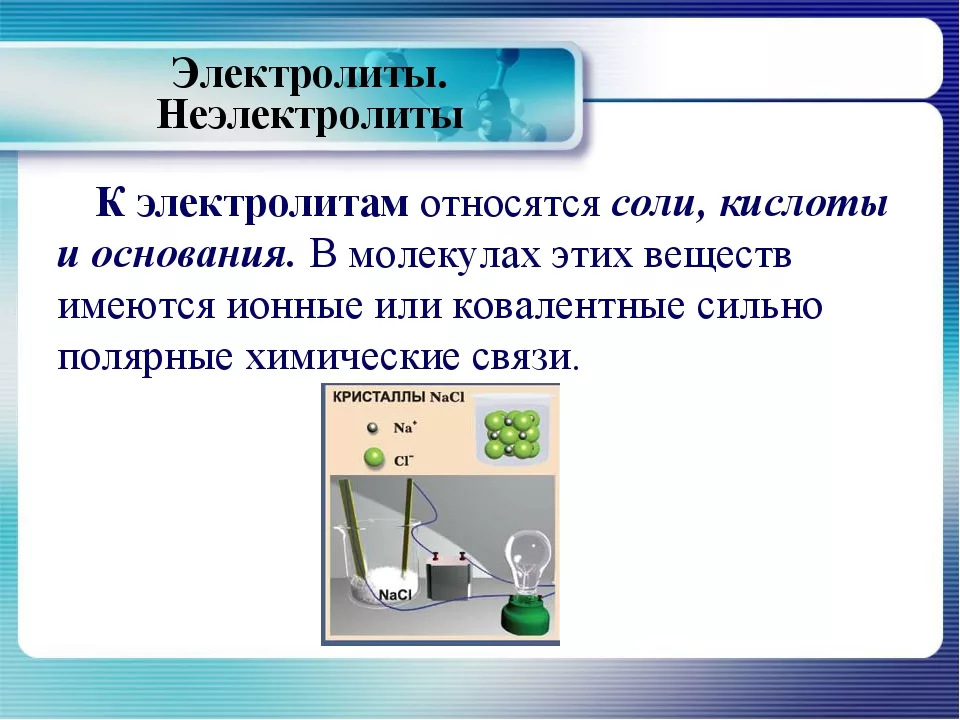 Электролиты.
Неэлектролиты
К электролитам относятся соли, кислоты
и основания. В молекулах этих веществ
имеются ионные или ковалентные сильно
полярные химические связи.
КРИСТАЛЛЫ NaCl
Na⁺
Cl⁻
NaCl